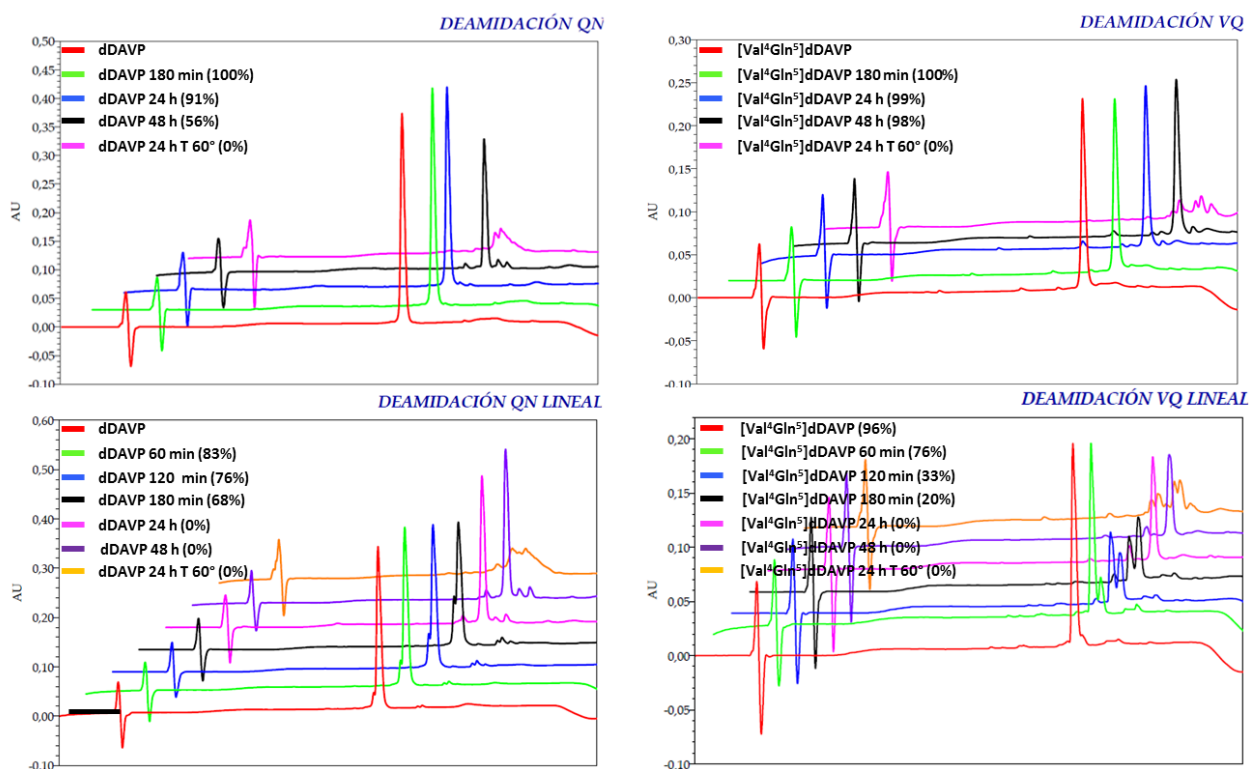 DEAMIDACIÓN QN
0,50
0,45
0,40
0,35
0,30
0,25
0,20
0,15
0,10
0,05
0,00
-0,05
-0.10
AU
dDAVP
dDAVP 180 min (100%)
dDAVP 24 h (91%)
dDAVP 48 h (56%)
dDAVP 24 h T 60° (0%)
DEAMIDACIÓN VQ
0,30
0,25
0,20
0,15
0,10
0,05
0,00
-0,05
-0.10
AU
[Val⁴Gln⁵]dDAVP
[Val⁴Gln⁵]dDAVP 180 min (100%)
[Val⁴Gln⁵]dDAVP 24 h (99%)
[Val⁴Gln⁵]dDAVP 48 h (98%)
[Val⁴Gln⁵]dDAVP 24 h T 60° (0%)
DEAMIDACIÓN QN LINEAL
0,60
0,50
0,40
0,30
0,20
0,10
0,00
-0.10
AU
dDAVP
dDAVP 60 min (83%)
dDAVP 120 min (76%)
dDAVP 180 min (68%)
dDAVP 24 h (0%)
dDAVP 48 h (0%)
dDAVP 24 h T 60° (0%)
DEAMIDACIÓN VQ LINEAL
0,20
0,15
0,10
0,05
0,00
-0,05
-0.10
AU
[Val⁴Gln⁵]dDAVP (96%)
[Val⁴Gln⁵]dDAVP 60 min (76%)
[Val⁴Gln⁵]dDAVP 120 min (33%)
[Val⁴Gln⁵]dDAVP 180 min (20%)
[Val⁴Gln⁵]dDAVP 24 h (0%)
[Val⁴Gln⁵]dDAVP 48 h (0%)
[Val⁴Gln⁵]dDAVP 24 h T 60° (0%)